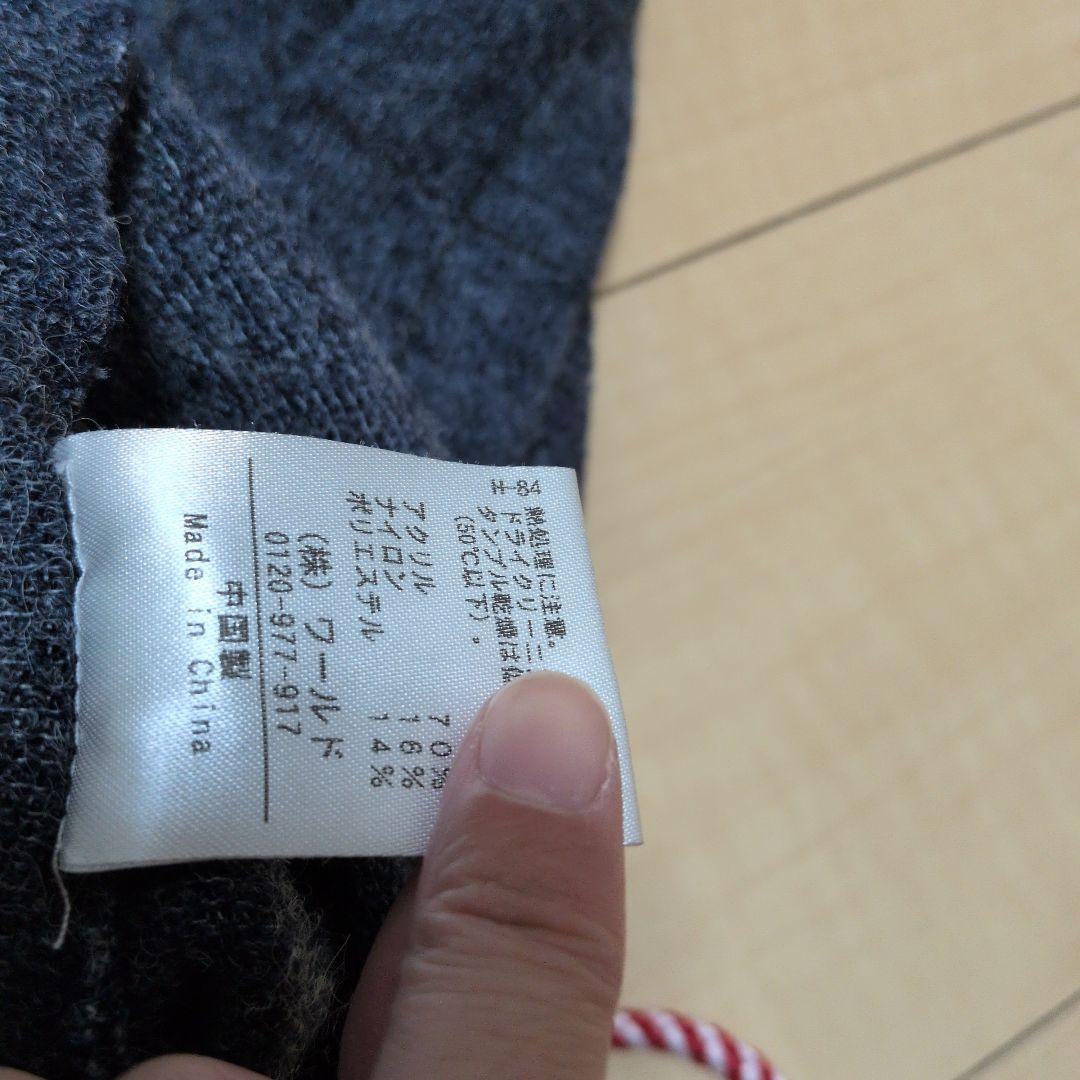 84
熱処理に注意。
ドライクリーニ
タンブル乾燥は低
(50℃以下)。
アクリル 70%
ナイロン 16%
ポリエステル 14%
(株) ワールド
0120-977-917
中国製
Made in China